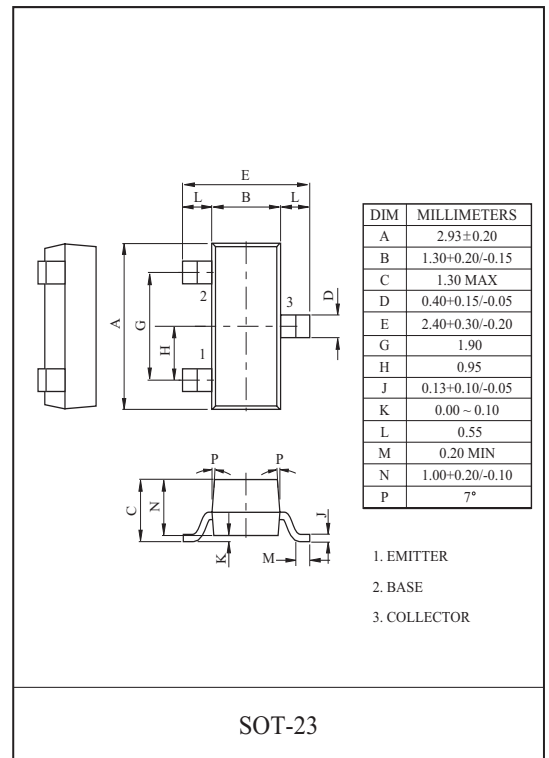 E
L B L
2
3
D
A
G
H
1
P P
C
N
J
K
M
DIM MILLIMETERS
A 2.93±0.20
B 1.30+0.20/-0.15
C 1.30 MAX
D 0.40+0.15/-0.05
E 2.40+0.30/-0.20
G 1.90
H 0.95
J 0.13+0.10/-0.05
K 0.00 ~ 0.10
L 0.55
M 0.20 MIN
N 1.00+0.20/-0.10
P 7°
1. EMITTER
2. BASE
3. COLLECTOR
SOT-23